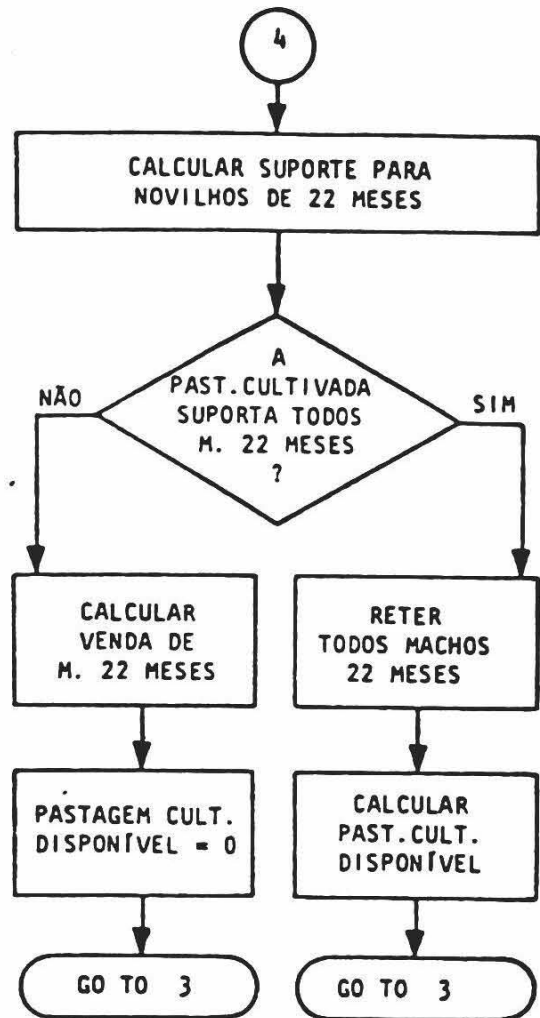 4
CALCULAR SUPORTE PARA
NOVILHOS DE 22 MESES
A
PAST.CULTIVADA
SUPORTA TODOS
M. 22 MESES
?
NÃO
SIM
CALCULAR
VENDA DE
M. 22 MESES
RETER
TODOS MACHOS
22 MESES
PASTAGEM CULT.
DISPONÍVEL = 0
CALCULAR
PAST.CULT.
DISPONÍVEL
GO TO 3
GO TO 3